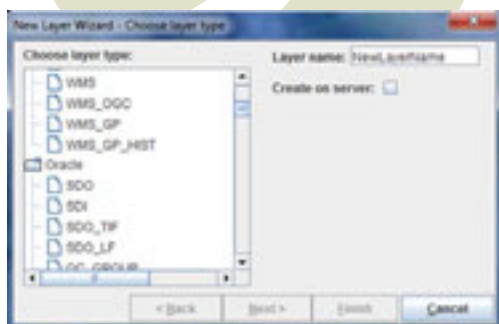 New Layer Wizard - Choose layer type
Choose layer type:
WMS
WMS_OGC
WMS_GP
WMS_GP_HIST
Oracle
SDO
SDI
SDO_TIF
SDO_LF
OC_GROUP
Layer name: NewLayerName
Create on server:
< Back
Next >
Finish
Cancel